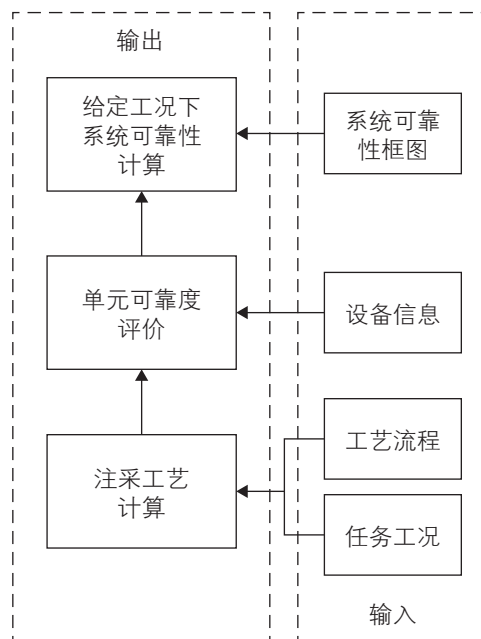 输出
给定工况下
系统可靠性
计算
系统可靠
性框图
单元可靠度
评价
设备信息
注采工艺
计算
工艺流程
任务工况
输入